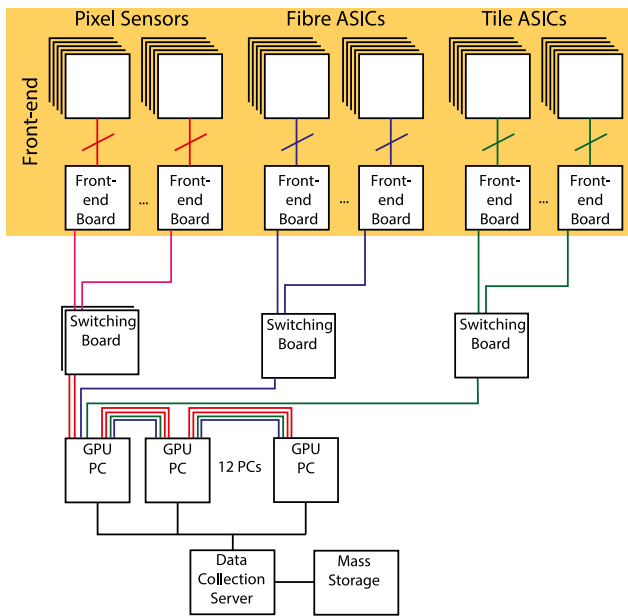 Pixel Sensors
Fibre ASICs
Tile ASICs
Front-end
Front-
end
Board
...
Front-
end
Board
Front-
end
Board
...
Front-
end
Board
Front-
end
Board
...
Front-
end
Board
Switching
Board
Switching
Board
Switching
Board
GPU
PC
GPU
PC
12 PCs
GPU
PC
Data
Collection
Server
Mass
Storage